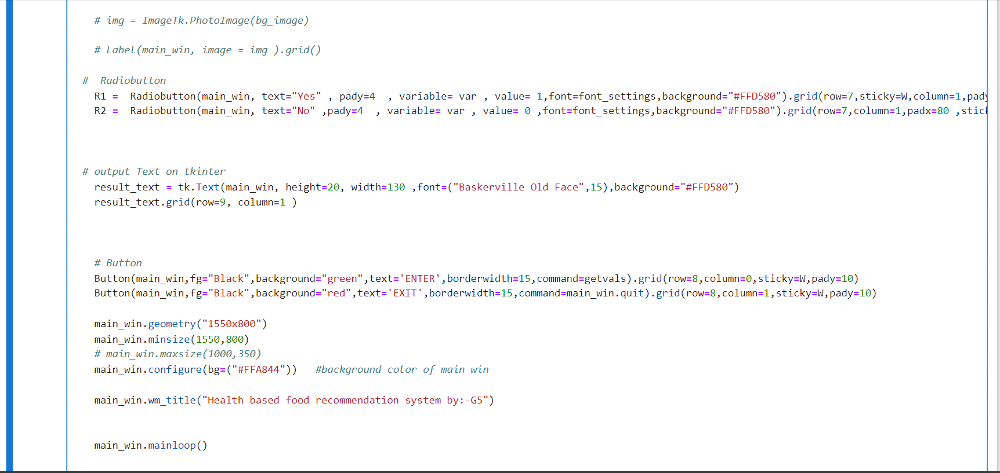 # img = ImageTk.PhotoImage(bg_image)
# Label(main_win, image = img ).grid()
#  Radiobutton
R1 =  Radiobutton(main_win, text="Yes" , pady=4  , variable= var , value= 1,font=font_settings,background="#FFD580").grid(row=7,sticky=W,column=1,pady
R2 =  Radiobutton(main_win, text="No" ,pady=4  , variable= var , value= 0 ,font=font_settings,background="#FFD580").grid(row=7,column=1,padx=80 ,stick
# output Text on tkinter
result_text = tk.Text(main_win, height=20, width=130 ,font=("Baskerville Old Face",15),background="#FFD580")
result_text.grid(row=9, column=1 )
# Button
Button(main_win,fg="Black",background="green",text='ENTER',borderwidth=15,command=getvals).grid(row=8,column=0,sticky=W,pady=10)
Button(main_win,fg="Black",background="red",text='EXIT',borderwidth=15,command=main_win.quit).grid(row=8,column=1,sticky=W,pady=10)
main_win.geometry("1550x800")
main_win.minsize(1550,800)
# main_win.maxsize(1000,350)
main_win.configure(bg=("#FFA844"))   #background color of main win
main_win.wm_title("Health based food recommendation system by:-G5")
main_win.mainloop()